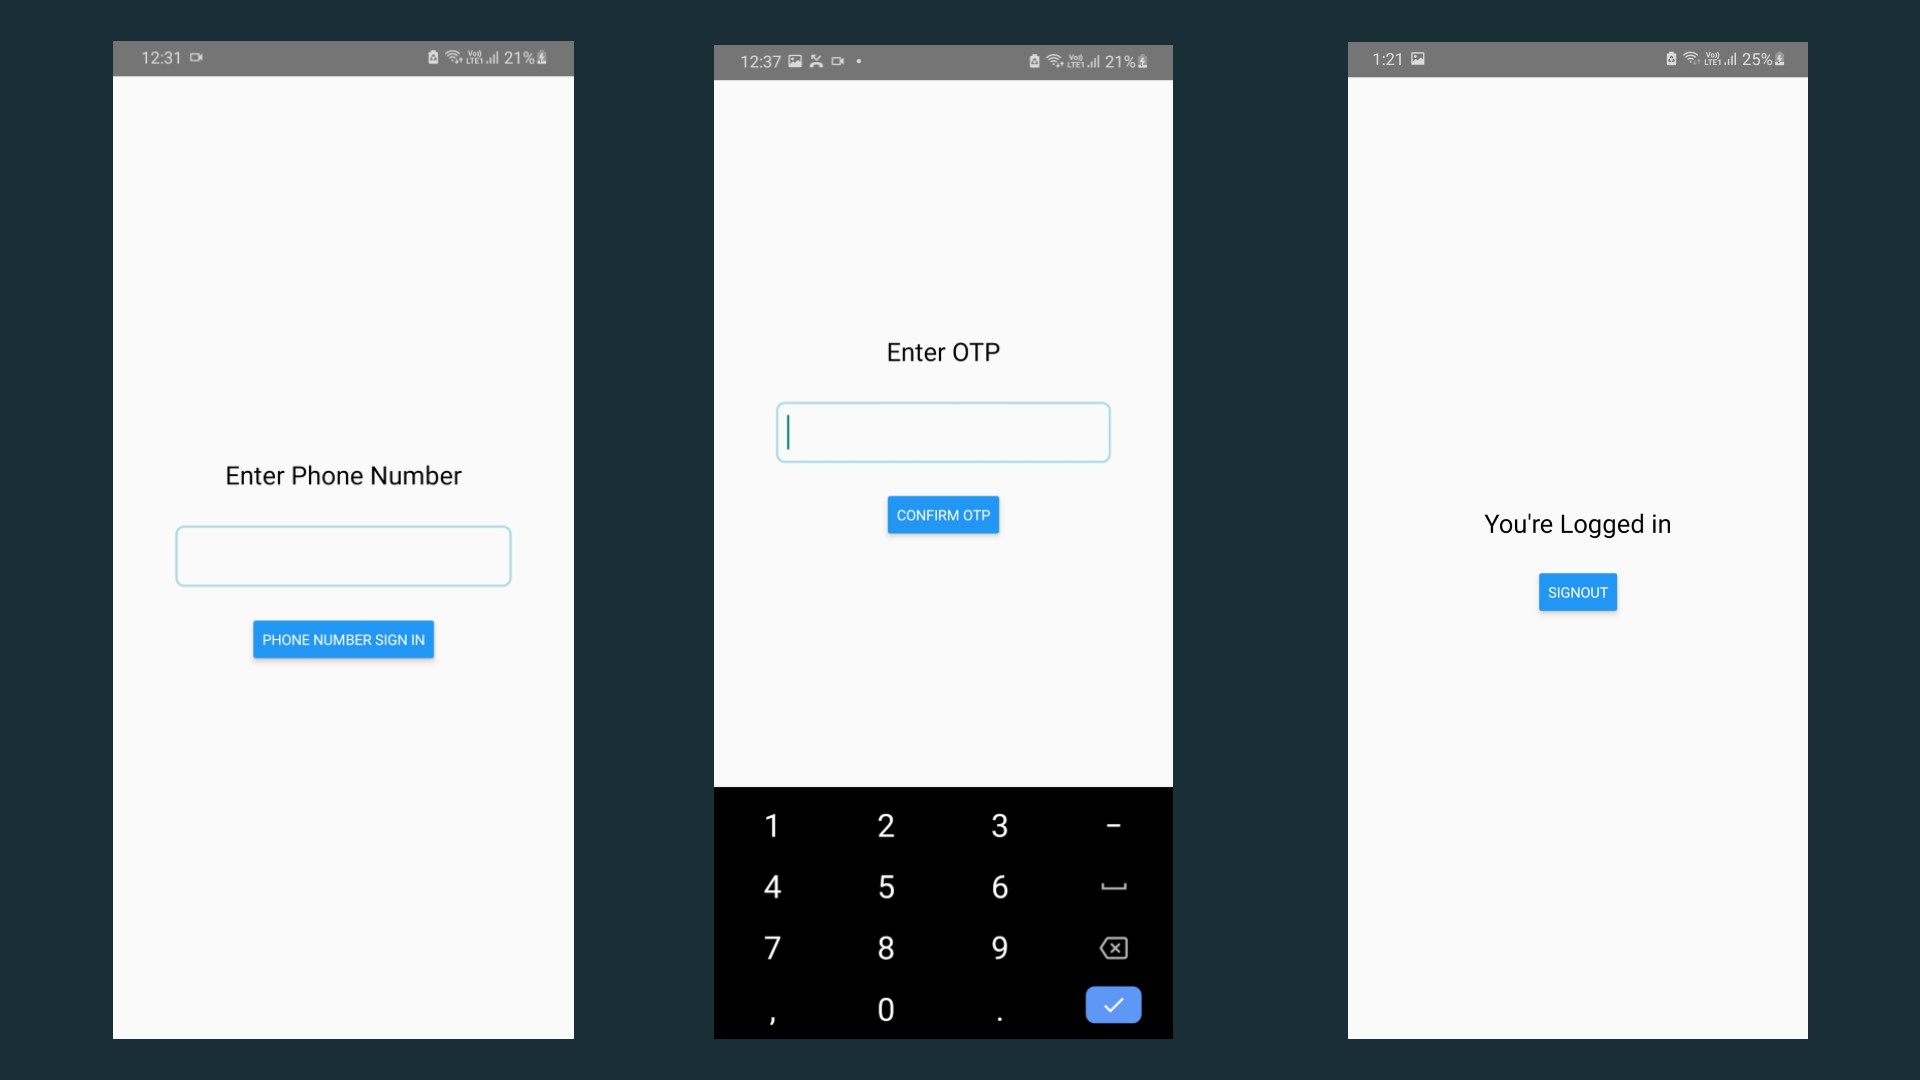 12:31
Vo))
LTE1
21%
Enter Phone Number
PHONE NUMBER SIGN IN
12:37
Vo))
LTE1
21%
Enter OTP
CONFIRM OTP
1 2 3 -
4 5 6
7 8 9
, 0 .
1:21
Vo))
LTE1
25%
You're Logged in
SIGNOUT